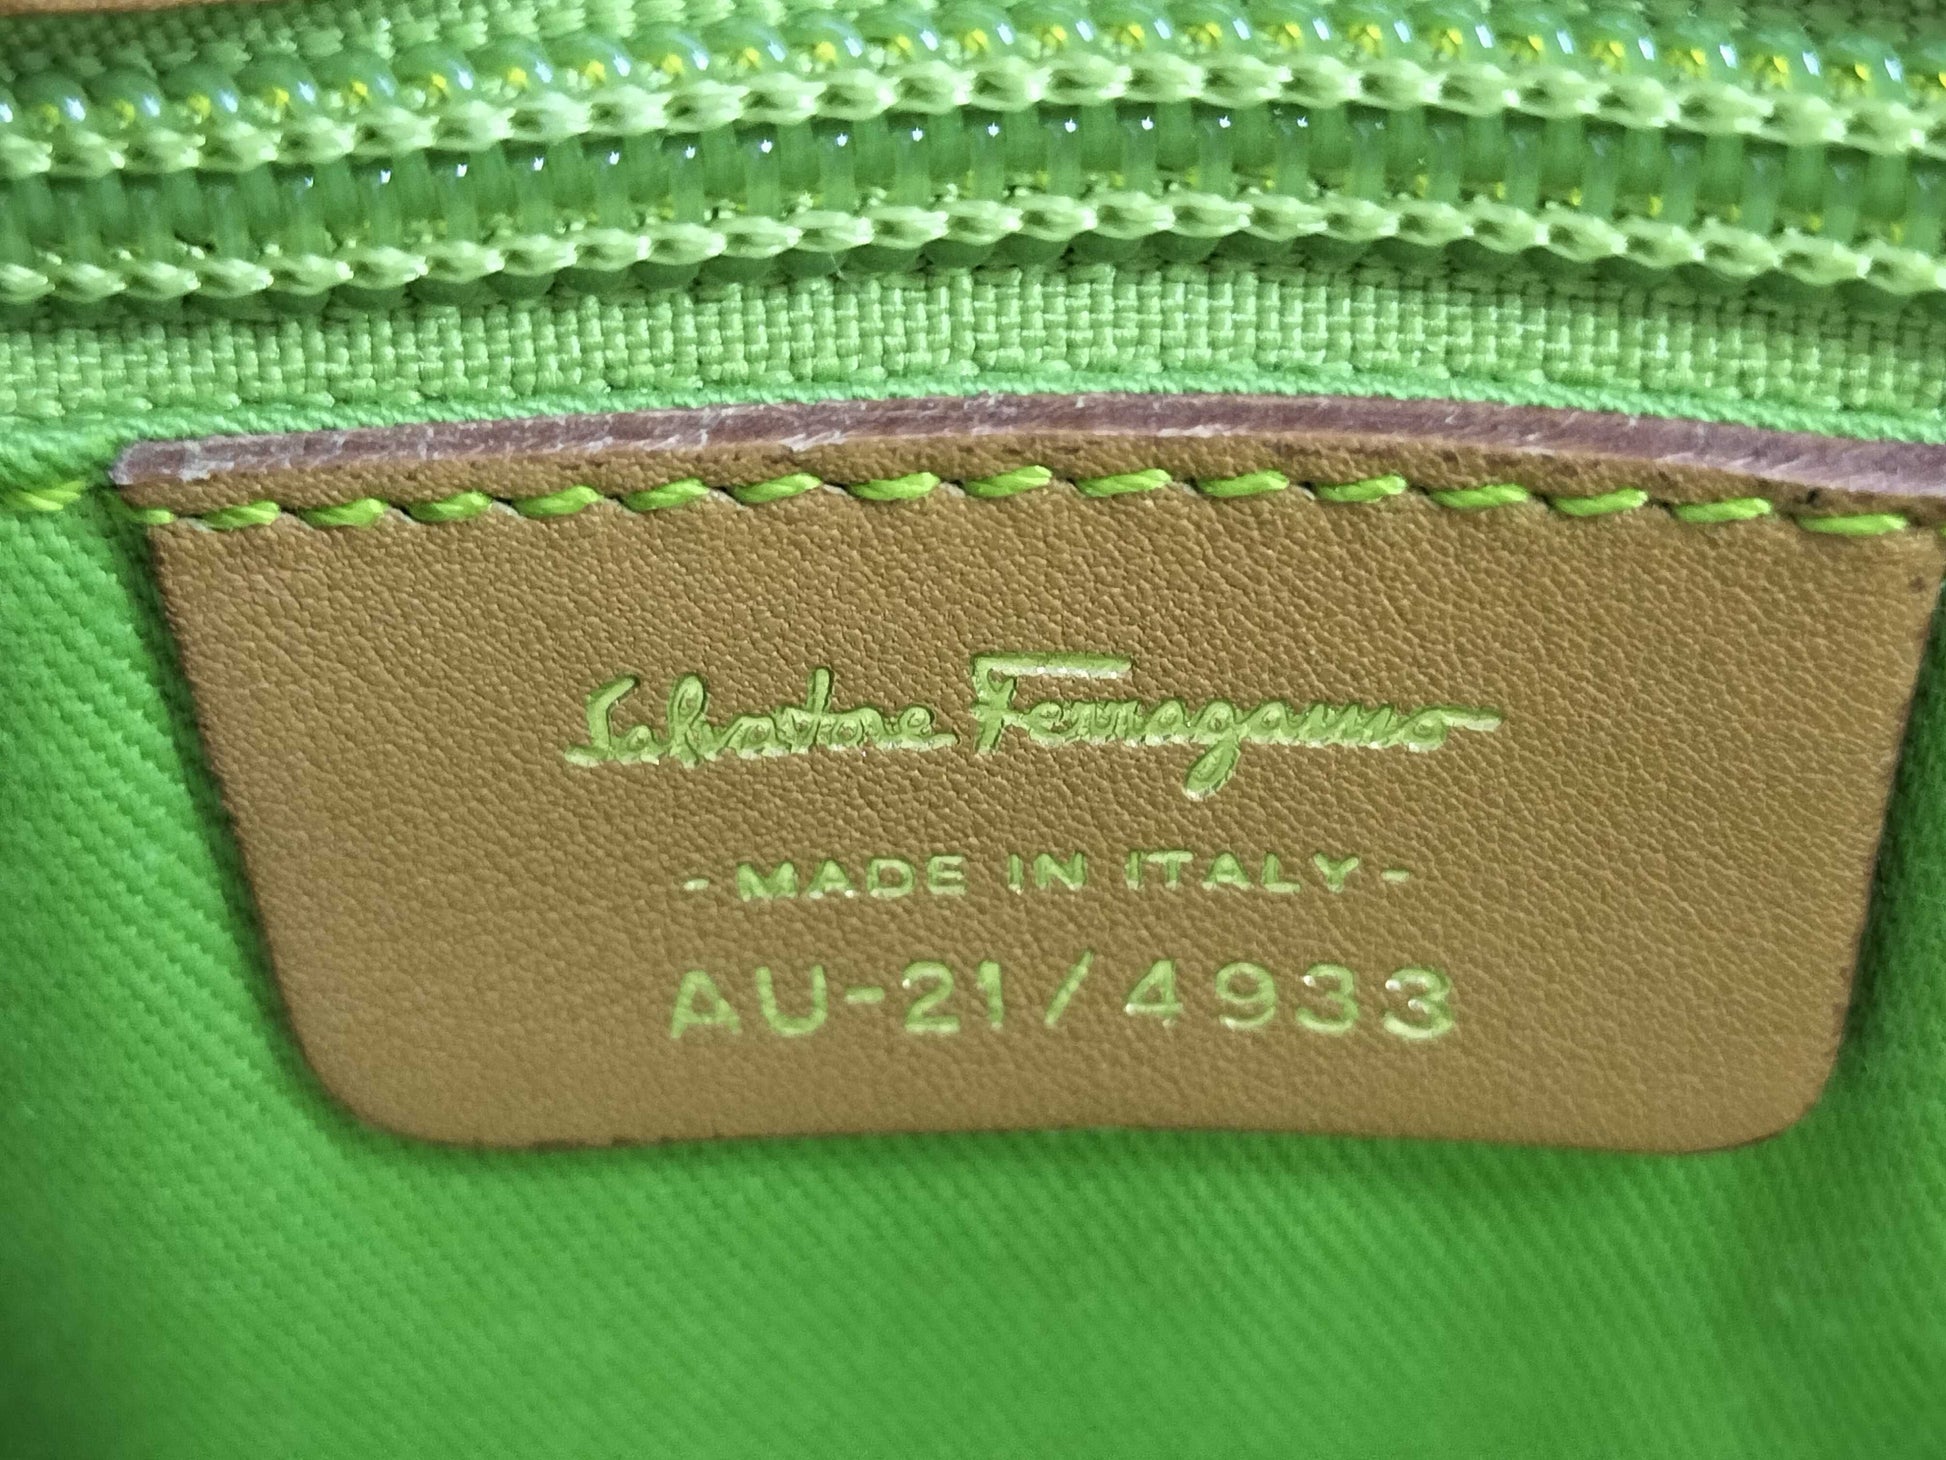 Salvatore Ferragamo
- MADE IN ITALY -
AU-21/4933